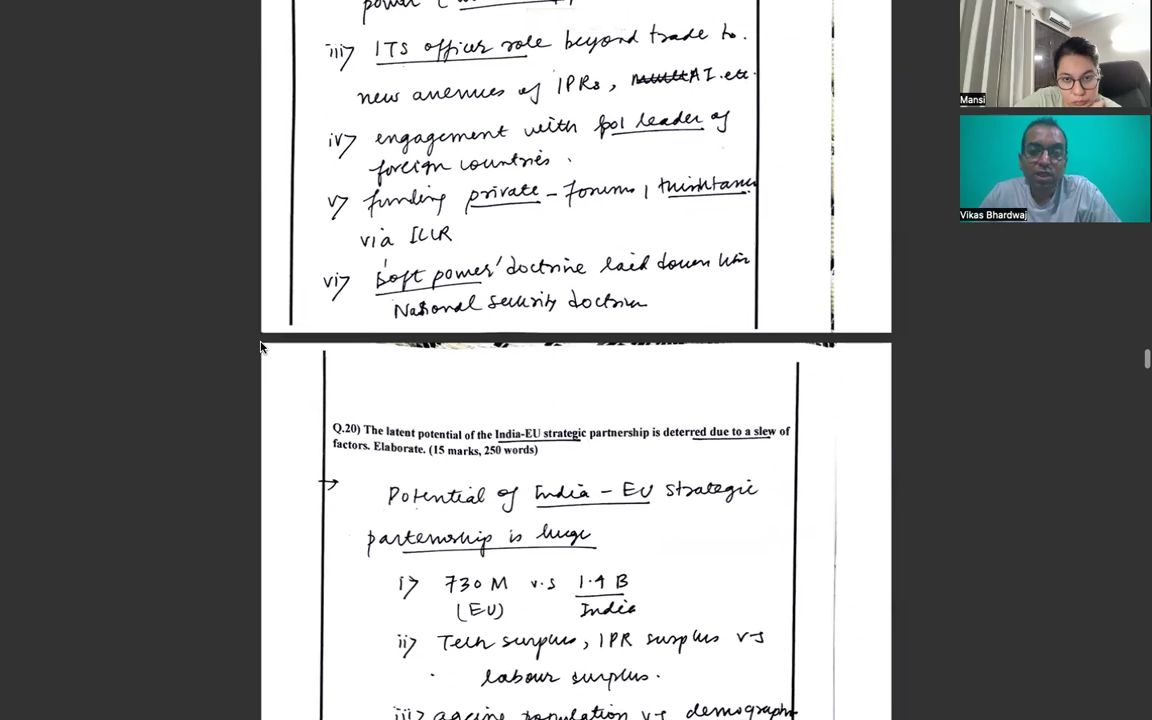 iii) ITS officer role beyond trade to
new avenues of IPRs, AI etc.
iv) engagement with pol leader of
foreign countries.
v) funding private - forums, thinktanks
via ICCR
vi) 'soft power' doctrine laid down
National security doctrine
Q.20) The latent potential of the India-EU strategic partnership is deterred due to a slew of
factors. Elaborate. (15 marks, 250 words)
→ Potential of India - EU strategic
partenership is huge
i) 730 M v.s 1.4 B
(EU) India
ii) Tech surplus, IPR surplus vs
labour surplus.
iii) ageing population vs
Mansi
Vikas Bhardwaj